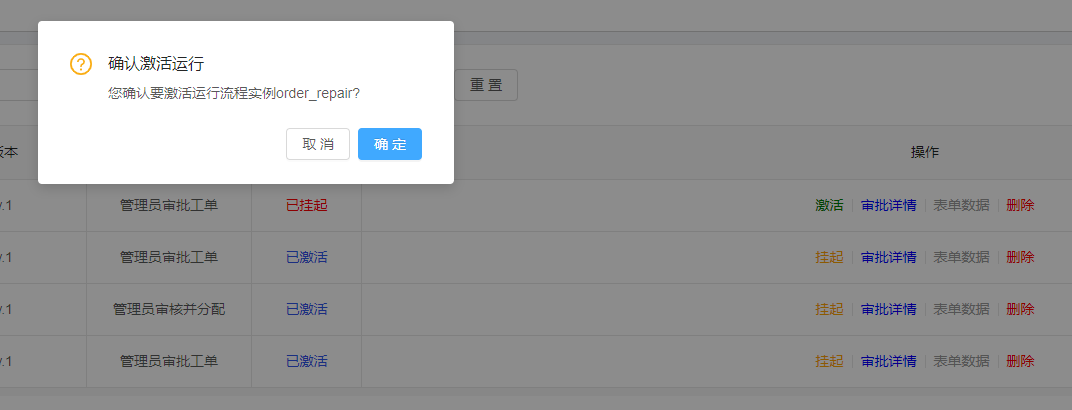 确认激活运行
您确认要激活运行流程实例order_repair?
重 置
取 消
确 定
版本 操作
v.1 管理员审批工单 已挂起 激活 审批详情 表单数据 删除
v.1 管理员审批工单 已激活 挂起 审批详情 表单数据 删除
v.1 管理员审核并分配 已激活 挂起 审批详情 表单数据 删除
v.1 管理员审批工单 已激活 挂起 审批详情 表单数据 删除